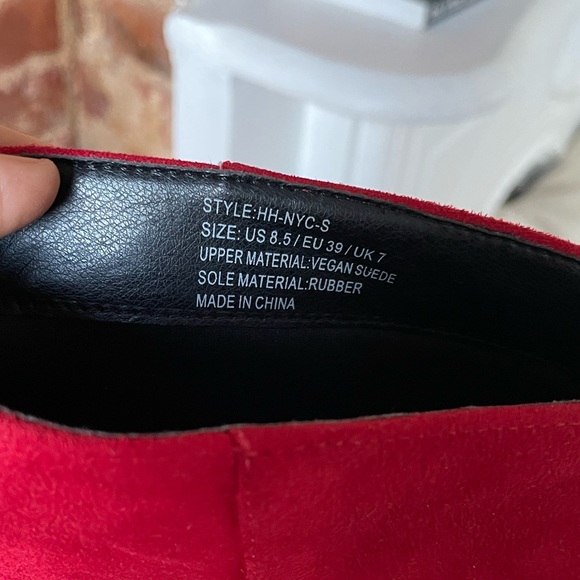 STYLE:HH-NYC-S
SIZE: US 8.5 / EU 39 / UK 7
UPPER MATERIAL:VEGAN SUEDE
SOLE MATERIAL:RUBBER
MADE IN CHINA